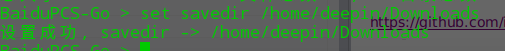 BaiduPCS-Go > set savedir /home/deepin/Downloads
设置成功, savedir -> /home/deepin/Downloads
https://github.com/
BaiduPCS-Go >